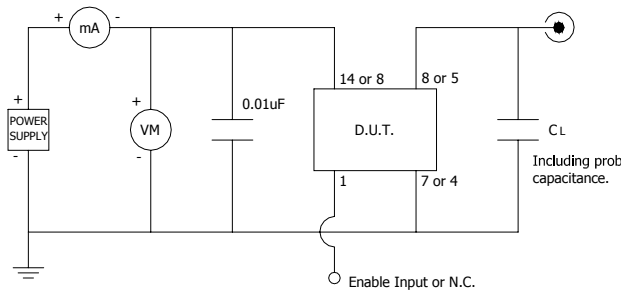 + mA -
14 or 8
8 or 5
+ POWER SUPPLY -
+ VM -
0.01uF
D.U.T.
CL
Including prob
capacitance.
1
7 or 4
Enable Input or N.C.